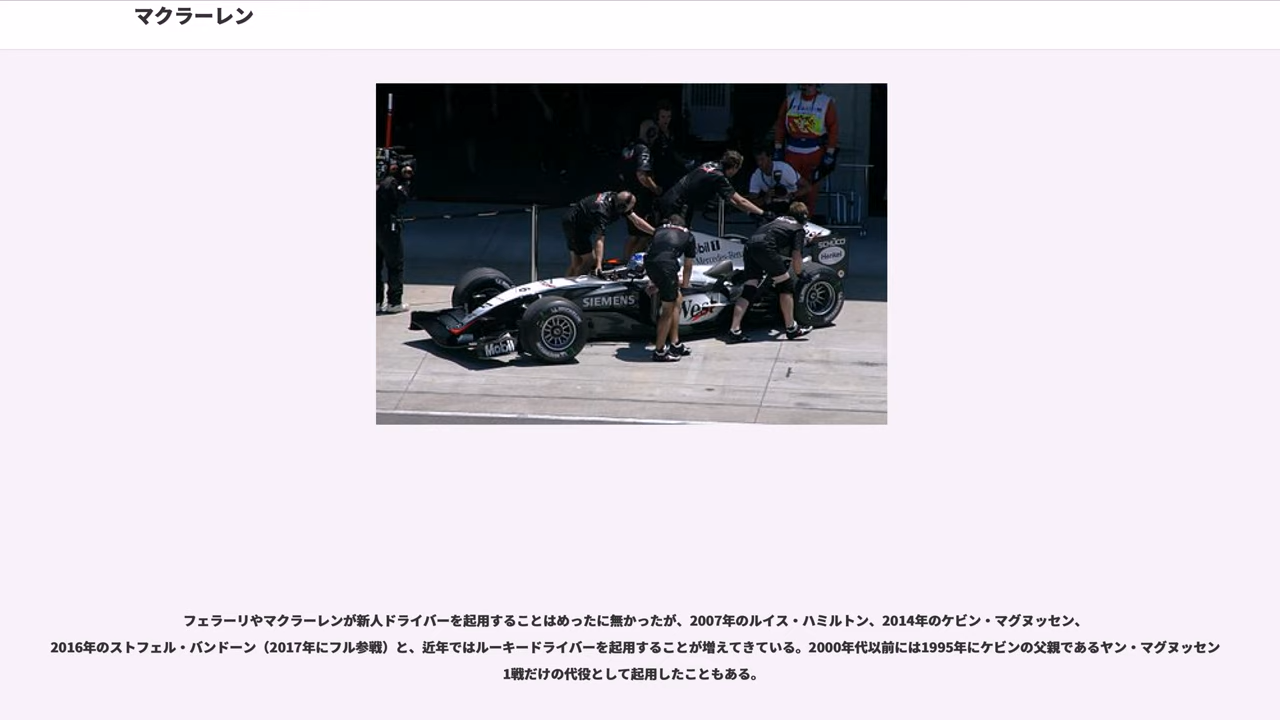 マクラーレン
SCHÜCO
Mobil 1
Mercedes-Benz
Henkel
SIEMENS
West
Mobil
フェラーリやマクラーレンが新人ドライバーを起用することはめったに無かったが、2007年のルイス・ハミルトン、2014年のケビン・マグヌッセン、
2016年のストフェル・バンドーン（2017年にフル参戦）と、近年ではルーキードライバーを起用することが増えてきている。2000年代以前には1995年にケビンの父親であるヤン・マグヌッセン
1戦だけの代役として起用したこともある。